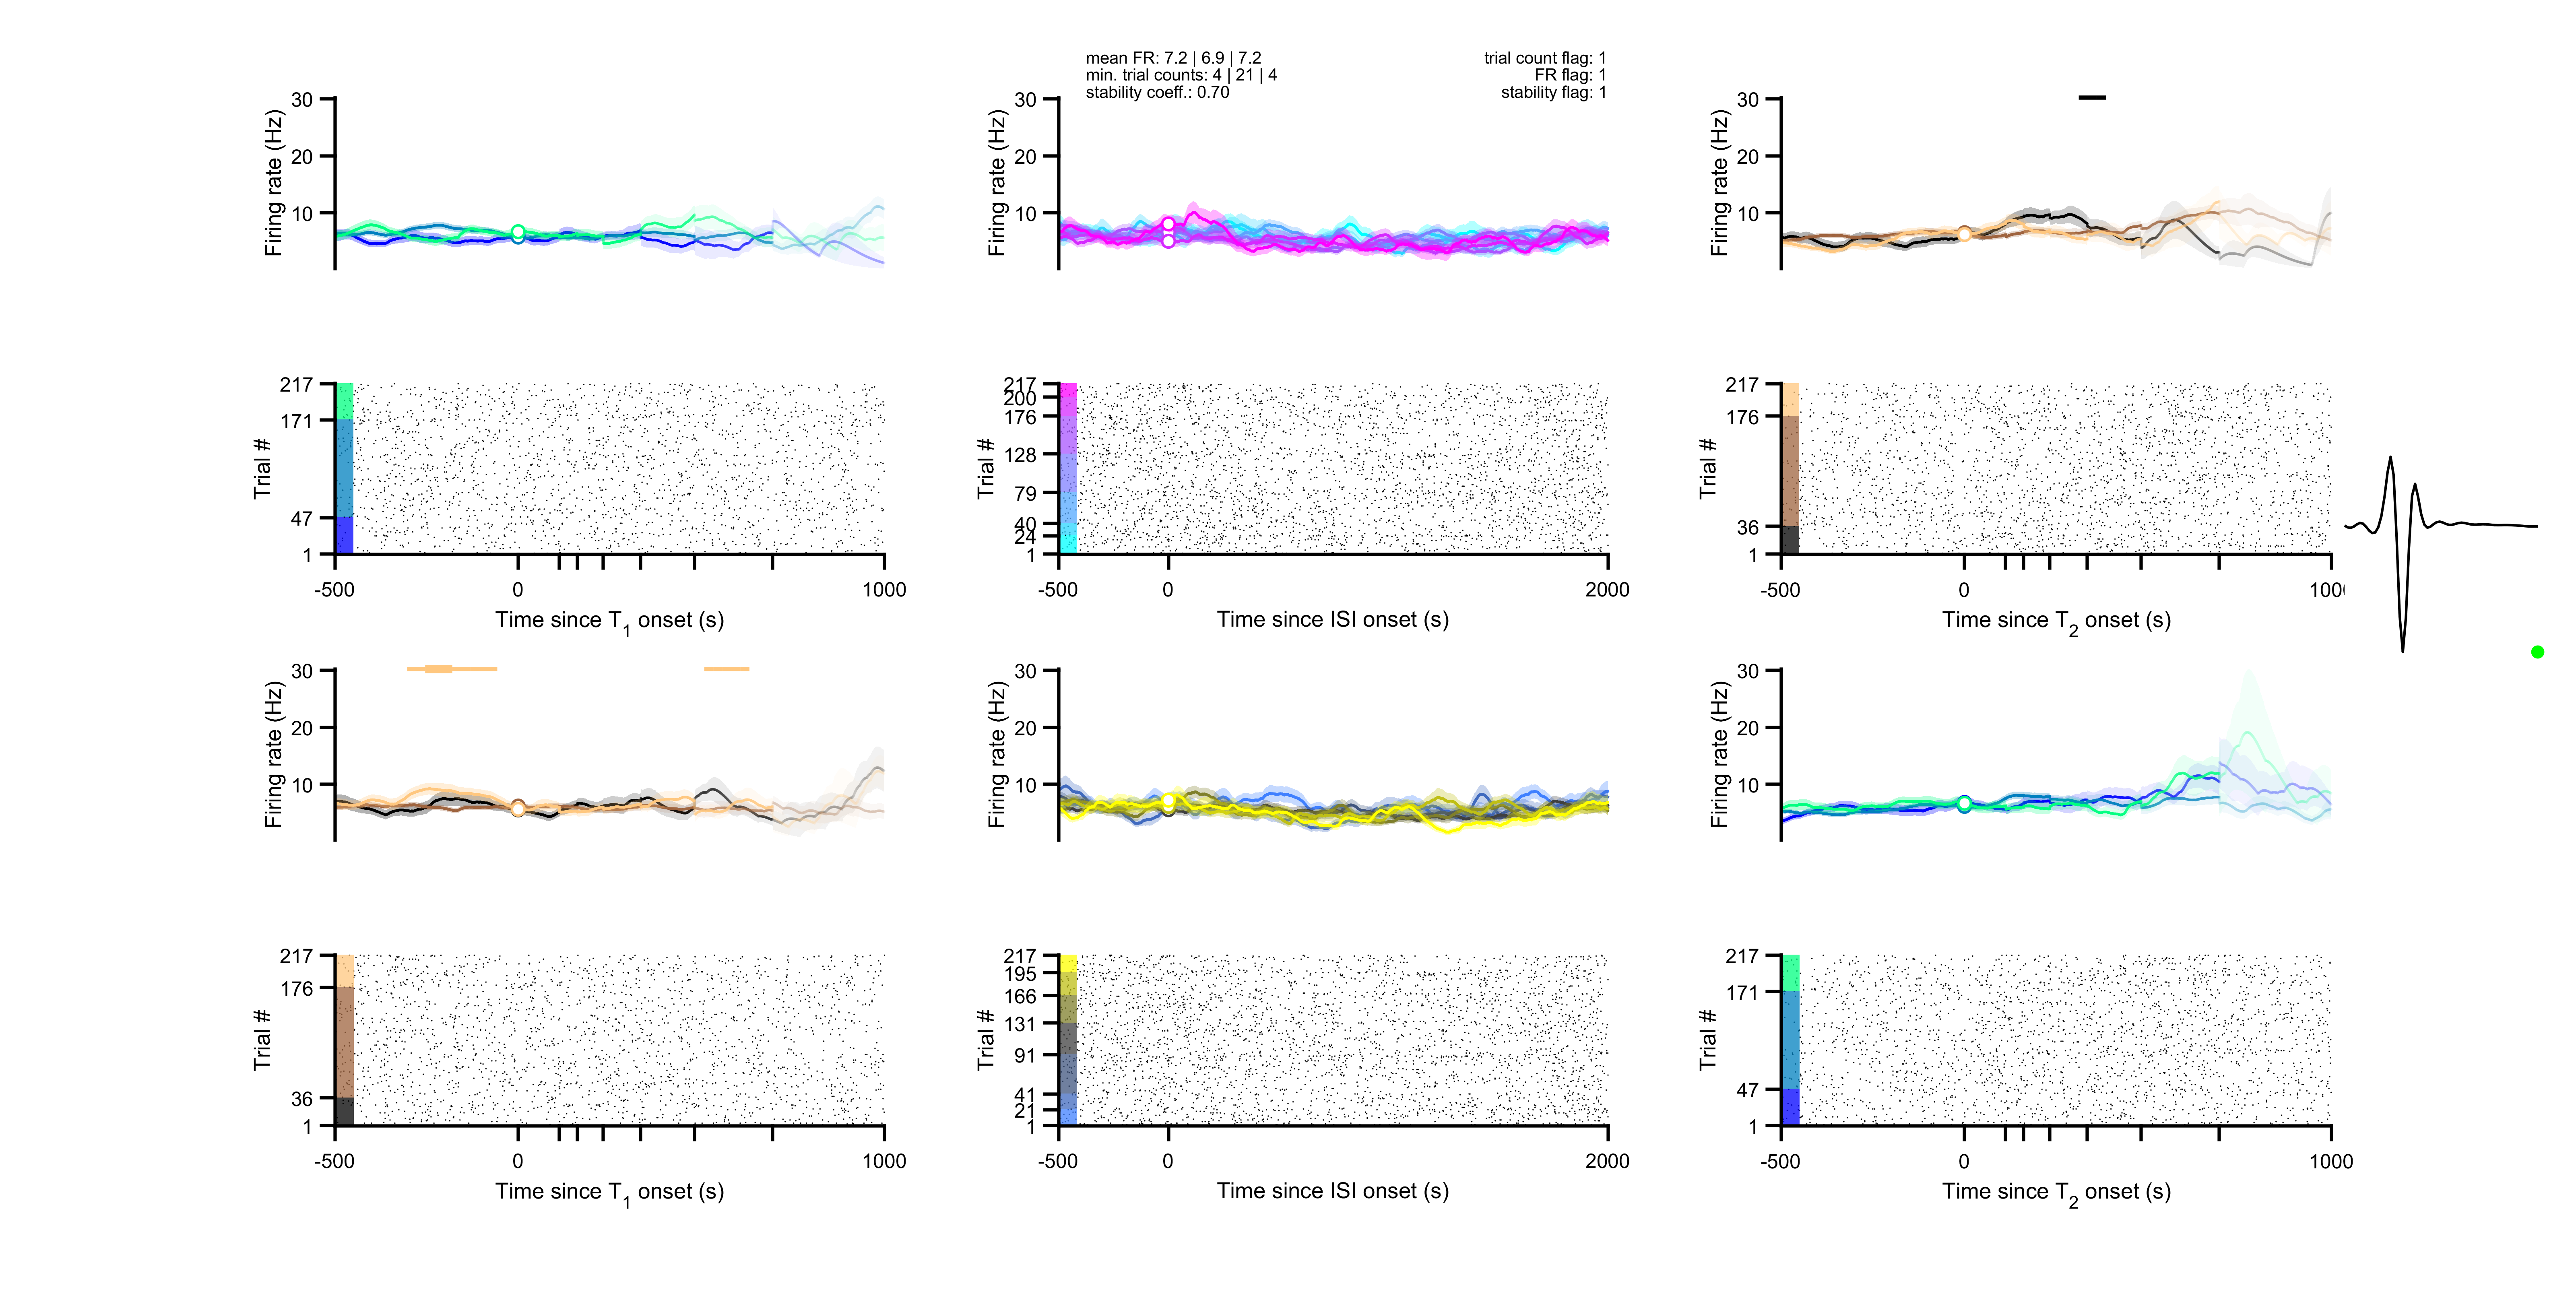 mean FR: 7.2 | 6.9 | 7.2
min. trial counts: 4 | 21 | 4
stability coeff.: 0.70
trial count flag: 1
FR flag: 1
stability flag: 1
Firing rate (Hz)
30
20
10
Firing rate (Hz)
30
20
10
Firing rate (Hz)
30
20
10
Trial #
217
171
47
1
-500
0
1000
Time since T1 onset (s)
Trial #
217
200
176
128
79
40
24
1
-500
0
2000
Time since ISI onset (s)
Trial #
217
176
36
1
-500
0
1000
Time since T2 onset (s)
Firing rate (Hz)
30
20
10
Firing rate (Hz)
30
20
10
Firing rate (Hz)
30
20
10
Trial #
217
176
36
1
-500
0
1000
Time since T1 onset (s)
Trial #
217
195
166
131
91
41
21
1
-500
0
2000
Time since ISI onset (s)
Trial #
217
171
47
1
-500
0
1000
Time since T2 onset (s)